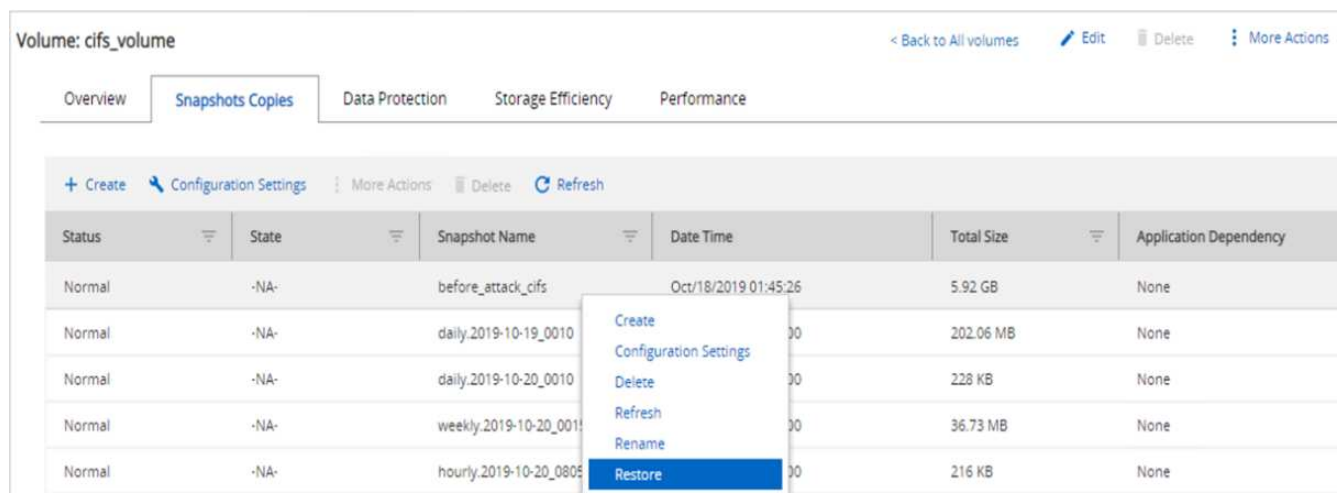 Volume: cifs_volume < Back to All volumes Edit Delete More Actions
Overview Snapshots Copies Data Protection Storage Efficiency Performance
+ Create Configuration Settings More Actions Delete Refresh
Status State Snapshot Name Date Time Total Size Application Dependency
Normal -NA- before_attack_cifs Oct/18/2019 01:45:26 5.92 GB None
Create
Normal -NA- daily.2019-10-19_0010 00 202.06 MB None
Configuration Settings
Normal -NA- daily.2019-10-20_0010 Delete 00 228 KB None
Refresh
Normal -NA- weekly.2019-10-20_001 00 36.73 MB None
Rename
Normal -NA- hourly.2019-10-20_0805 Restore 00 216 KB None